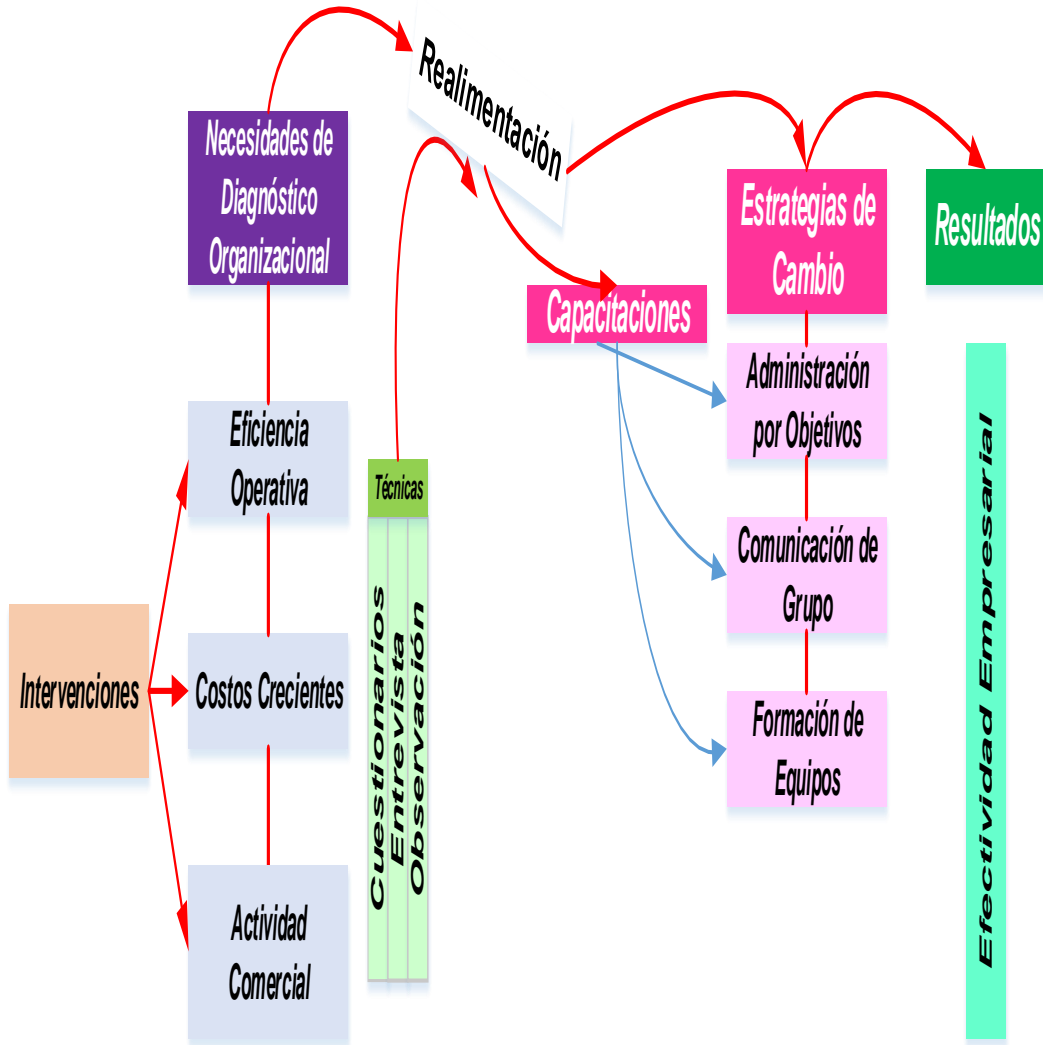 Realimentación
Necesidades de
Diagnóstico
Organizacional
Estrategias de
Cambio
Resultados
Capacitaciones
Administración
por Objetivos
Eficiencia
Operativa
Técnicas
Cuestionarios
Entrevista
Observación
Comunicación de
Grupo
Intervenciones
Costos Crecientes
Formación de
Equipos
Actividad
Comercial
Efectividad Empresarial